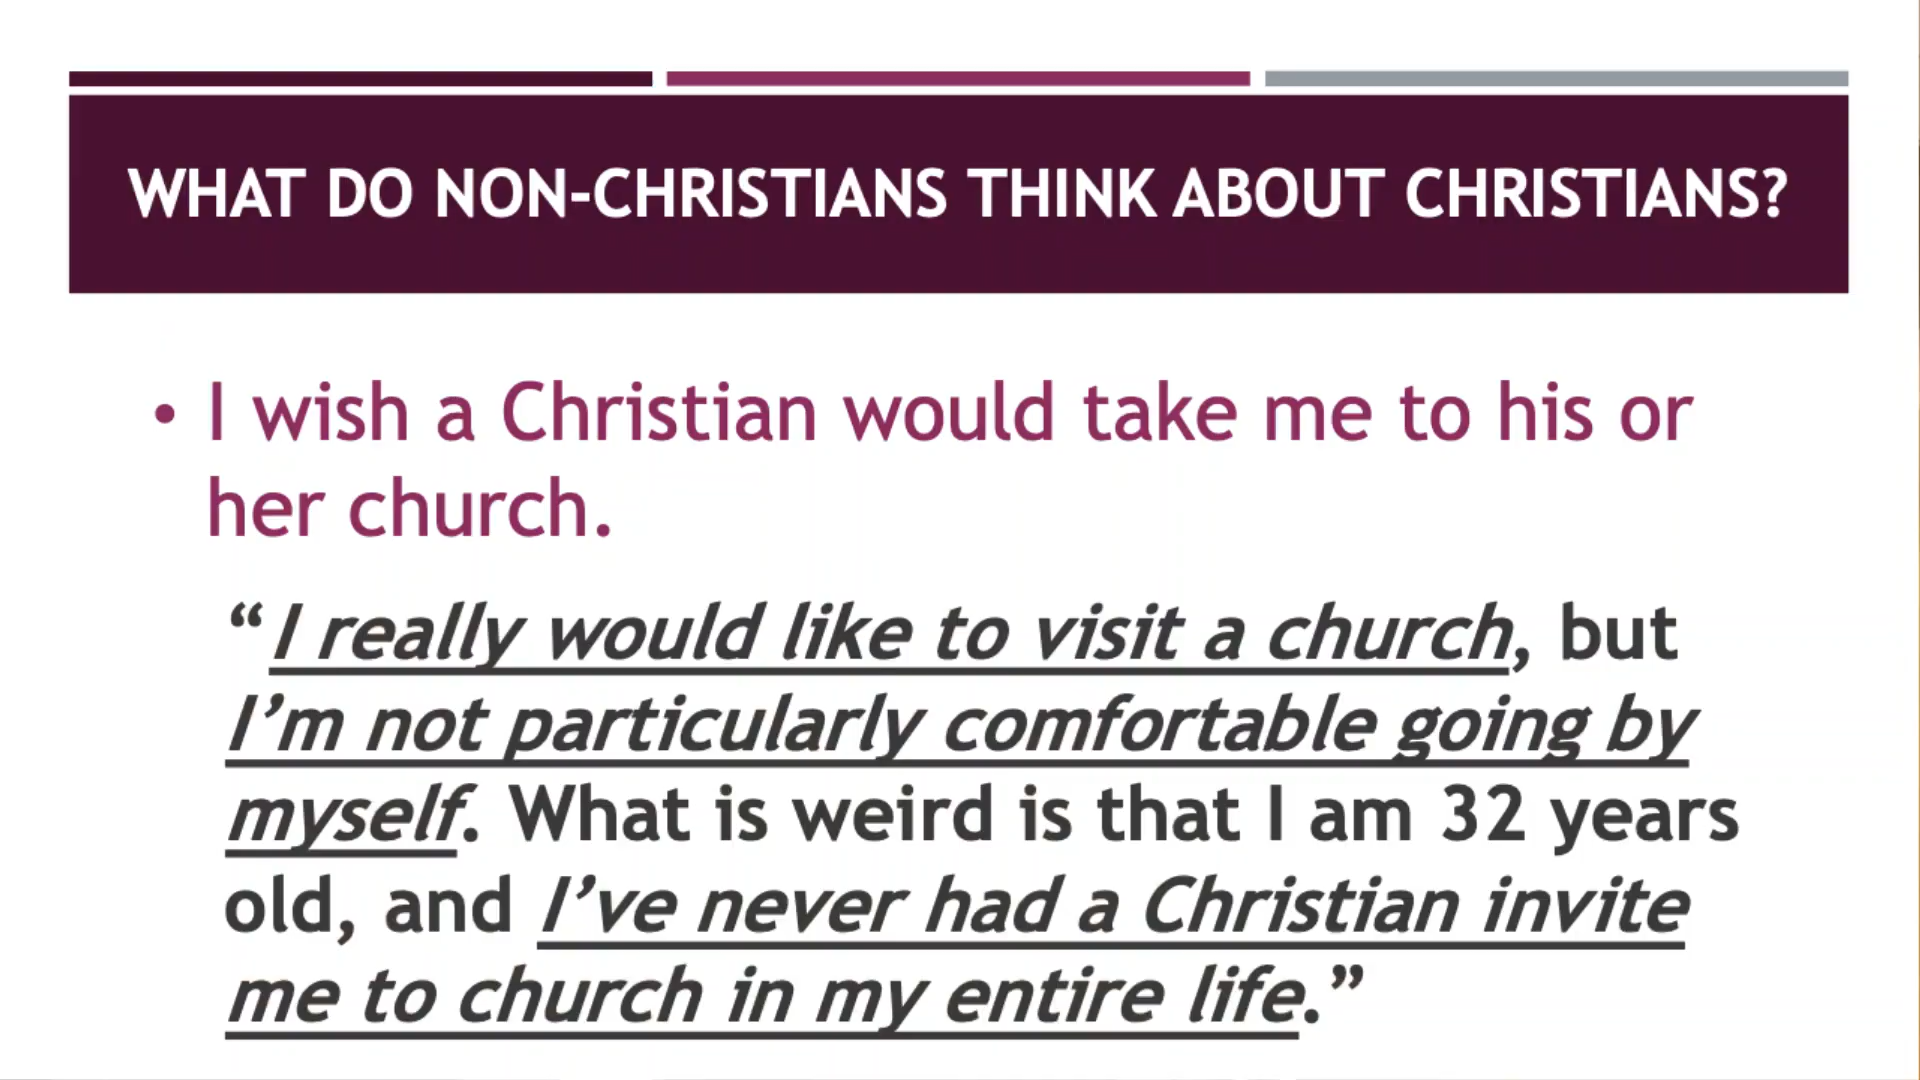 WHAT DO NON-CHRISTIANS THINK ABOUT CHRISTIANS?
• I wish a Christian would take me to his or
her church.
“I really would like to visit a church, but
I’m not particularly comfortable going by
myself. What is weird is that I am 32 years
old, and I’ve never had a Christian invite
me to church in my entire life.”